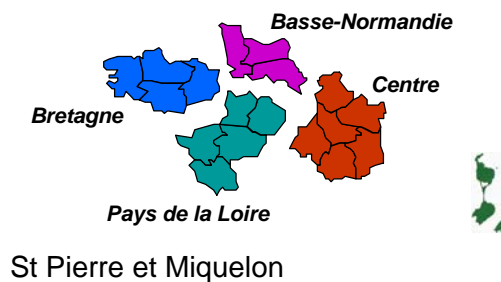 Basse-Normandie
Centre
Bretagne
Pays de la Loire
St Pierre et Miquelon